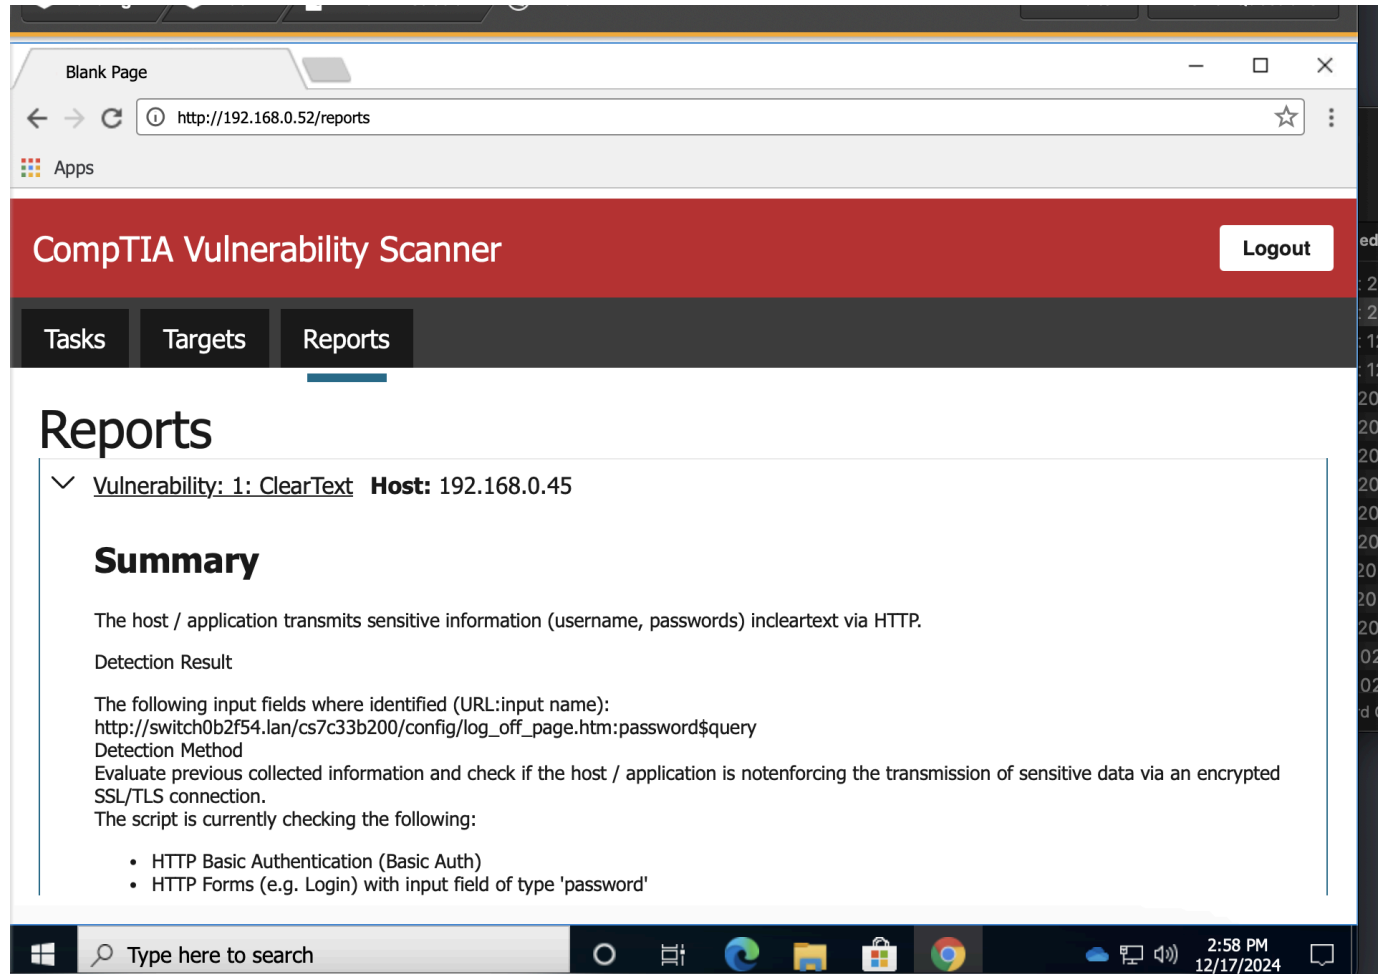 Blank Page
http://192.168.0.52/reports
Apps
CompTIA Vulnerability Scanner
Logout
Tasks Targets Reports
Reports
Vulnerability: 1: ClearText Host: 192.168.0.45
Summary
The host / application transmits sensitive information (username, passwords) incleartext via HTTP.
Detection Result
The following input fields where identified (URL:input name):
http://switch0b2f54.lan/cs7c33b200/config/log_off_page.htm:password$query
Detection Method
Evaluate previous collected information and check if the host / application is notenforcing the transmission of sensitive data via an encrypted
SSL/TLS connection.
The script is currently checking the following:
• HTTP Basic Authentication (Basic Auth)
• HTTP Forms (e.g. Login) with input field of type 'password'
Type here to search
2:58 PM
12/17/2024